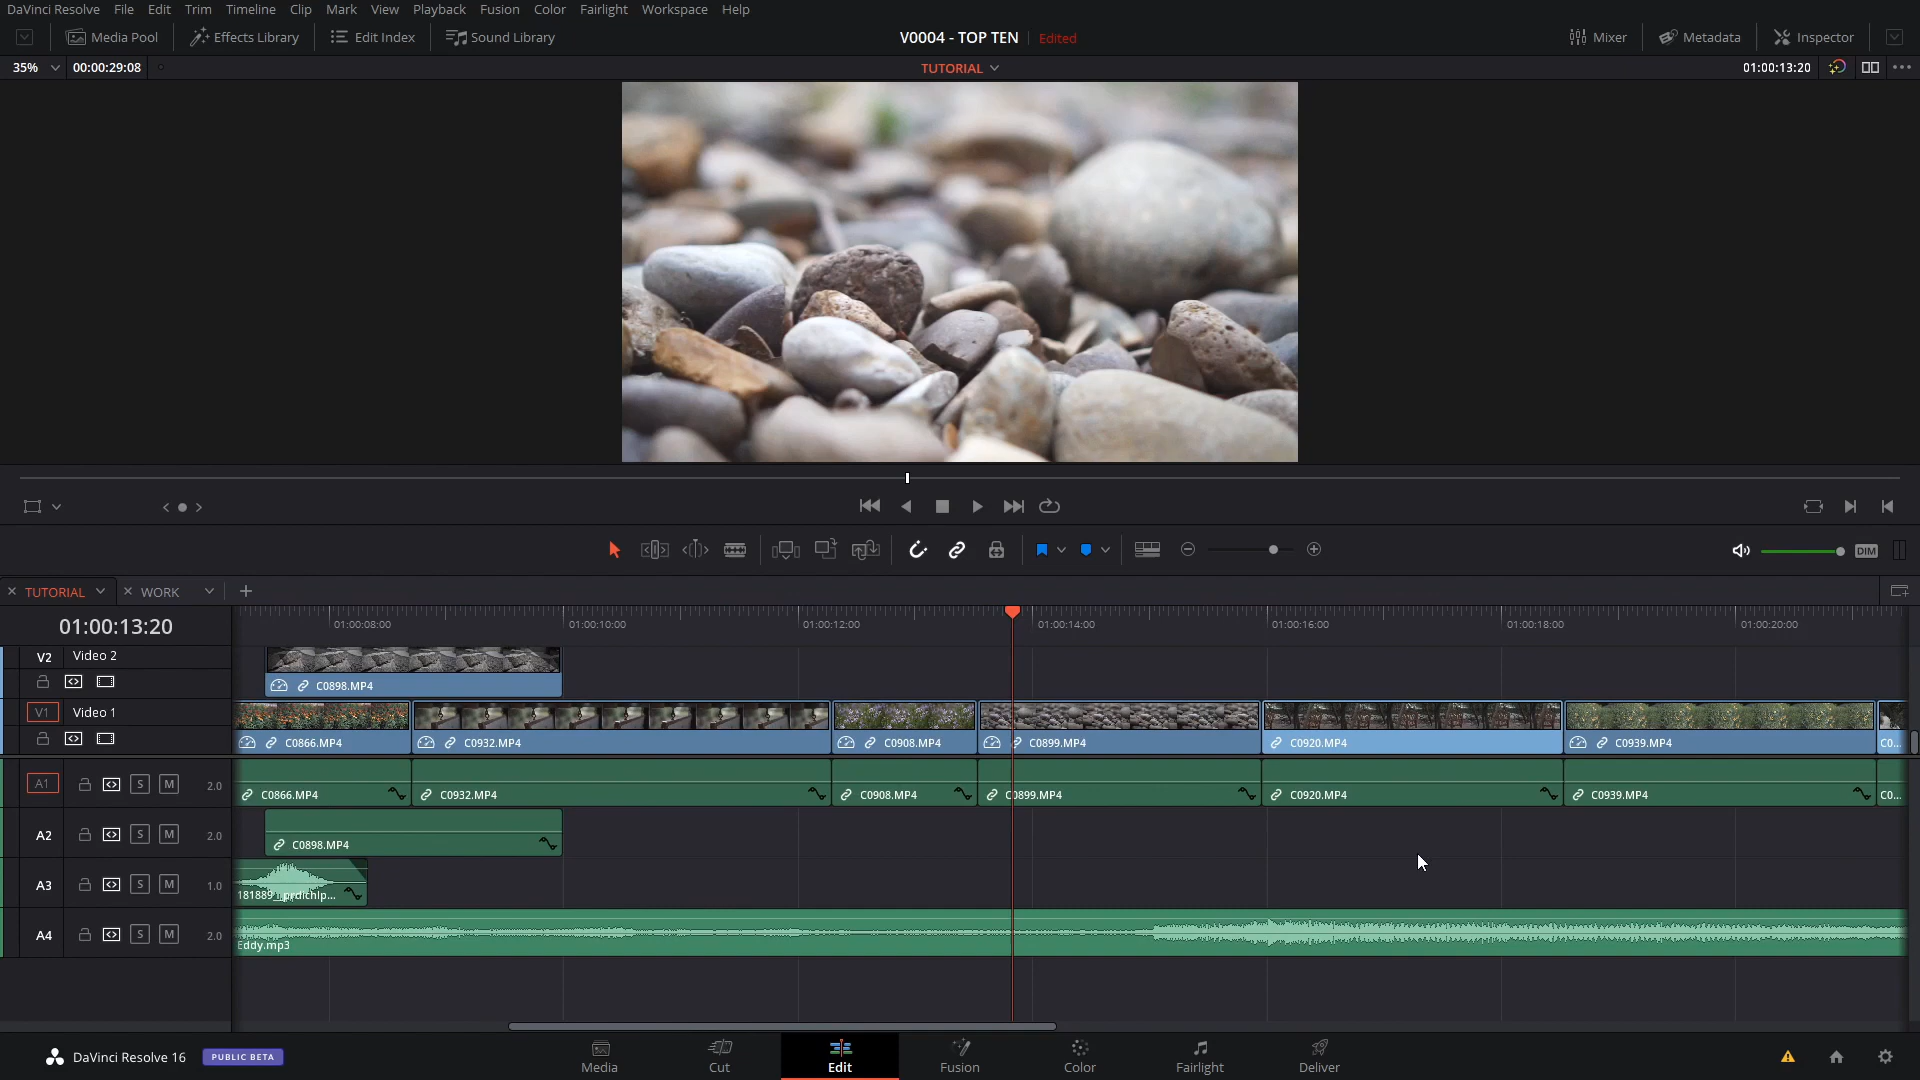 DaVinci Resolve File Edit Trim Timeline Clip Mark View Playback Fusion Color Fairlight Workspace Help
Media Pool Effects Library Edit Index Sound Library V0004 - TOP TEN Edited Mixer Metadata Inspector
35% 00:00:29:08 TUTORIAL 01:00:13:20
DIM
TUTORIAL WORK
01:00:13:20 01:00:08:00 01:00:10:00 01:00:12:00 01:00:14:00 01:00:16:00 01:00:18:00 01:00:20:00
V2 Video 2
C0898.MP4
V1 Video 1
C0866.MP4 C0932.MP4 C0908.MP4 C0899.MP4 C0920.MP4 C0939.MP4 C0...
A1 S M 2.0 C0866.MP4 C0932.MP4 C0908.MP4 C0899.MP4 C0920.MP4 C0939.MP4 C0...
A2 S M 2.0 C0898.MP4
A3 S M 1.0
A4 S M 2.0 Eddy.mp3
DaVinci Resolve 16 PUBLIC BETA Media Cut Edit Fusion Color Fairlight Deliver